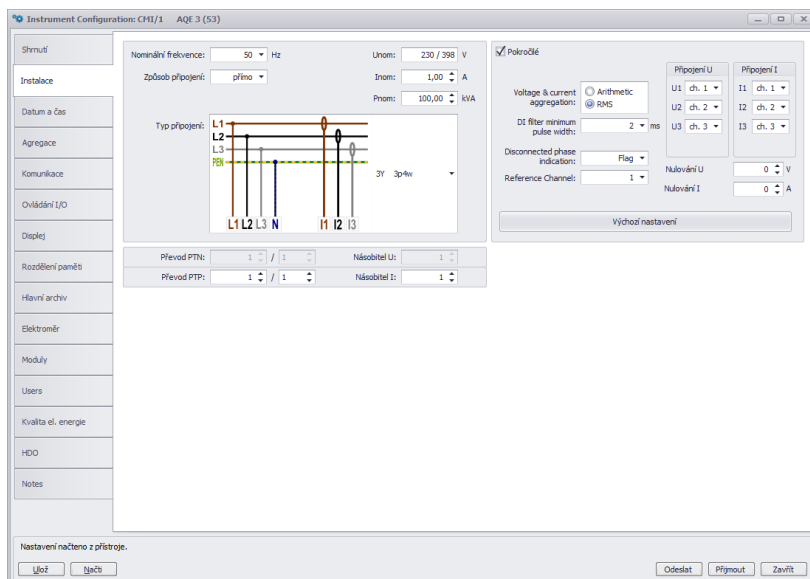 Instrument Configuration: CMI/1 AQE 3 (53)
Shrnutí
Instalace
Datum a čas
Agregace
Komunikace
Ovládání I/O
Displej
Rozdělení paměti
Hlavní archiv
Elektroměr
Moduly
Users
Kvalita el. energie
HDO
Notes
Nominální frekvence: 50 Hz
Unom: 230 / 398 V
Způsob připojení: přímo
Inom: 1,00 A
Pnom: 100,00 kVA
Typ připojení:
L1
L2
L3
PEN
L1 L2 L3 N I1 I2 I3
3Y 3p4w
Převod PTN: 1 / 1 Násobitel U: 1
Převod PTP: 1 / 1 Násobitel I: 1
Pokročilé
Voltage & current aggregation:
Arithmetic
RMS
DI filter minimum pulse width: 2 ms
Disconnected phase indication: Flag
Reference Channel: 1
Připojení U
U1 ch. 1
U2 ch. 2
U3 ch. 3
Připojení I
I1 ch. 1
I2 ch. 2
I3 ch. 3
Nulování U 0 V
Nulování I 0 A
Výchozí nastavení
Nastavení načteno z přístroje.
Ulož Načti Odeslat Přijmout Zavřít